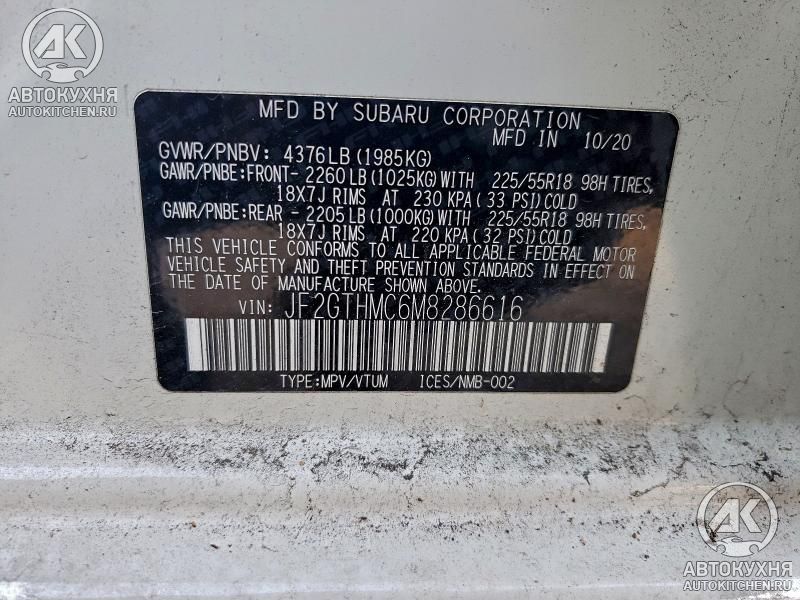 AK
АВТОКУХНЯ
AUTOKITCHEN.RU
MFD BY SUBARU CORPORATION
MFD IN 10/20
GVWR/PNBV: 4376LB (1985KG)
GAWR/PNBE:FRONT- 2260LB (1025KG)WITH 225/55R18 98H TIRES,
18X7J RIMS AT 230 KPA( 33 PSI)COLD
GAWR/PNBE:REAR - 2205LB (1000KG)WITH 225/55R18 98H TIRES,
18X7J RIMS AT 220 KPA( 32 PSI)COLD
THIS VEHICLE CONFORMS TO ALL APPLICABLE FEDERAL MOTOR
VEHICLE SAFETY AND THEFT PREVENTION STANDARDS IN EFFECT ON
THE DATE OF MANUFACTURE SHOWN ABOVE.
VIN: JF2GTHMC6M8286616
TYPE:MPV/VTUM ICES/NMB-002
AK
АВТОКУХНЯ
AUTOKITCHEN.RU